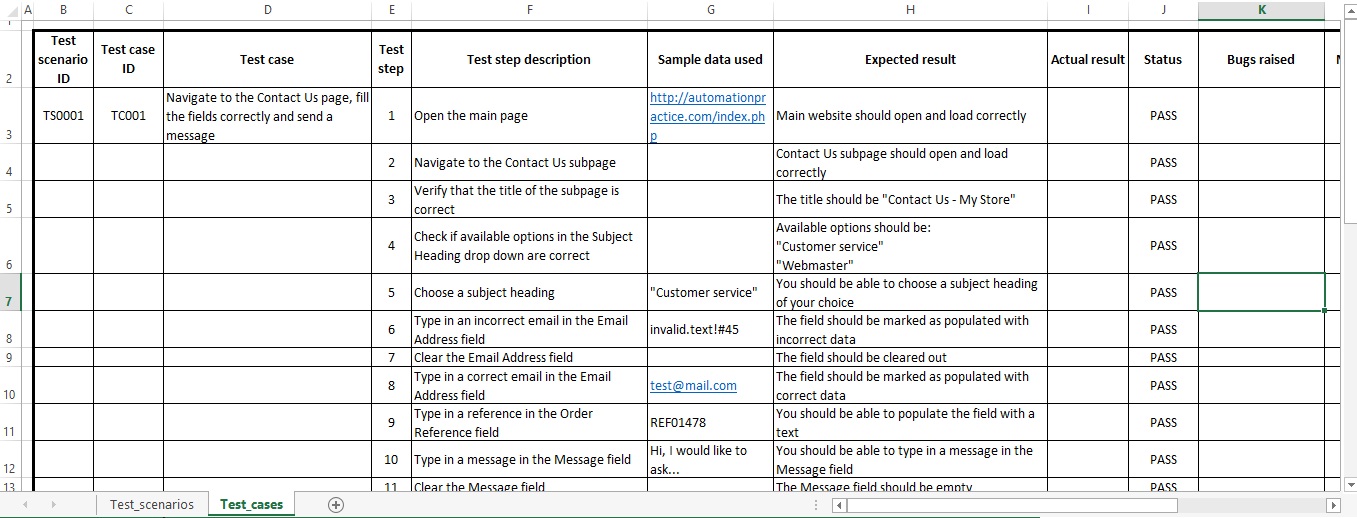 A B C D E F G H I J K
Test
scenario
ID
Test case
ID
Test case
Test
step
Test step description
Sample data used
Expected result
Actual result
Status
Bugs raised
2
TS0001
TC001
Navigate to the Contact Us page, fill
the fields correctly and send a
message
1
Open the main page
http://automationpr
actice.com/index.ph
p
Main website should open and load correctly
PASS
3
2
Navigate to the Contact Us subpage
Contact Us subpage should open and load
correctly
PASS
4
3
Verify that the title of the subpage is
correct
The title should be "Contact Us - My Store"
PASS
5
4
Check if available options in the Subject
Heading drop down are correct
Available options should be:
"Customer service"
"Webmaster"
PASS
6
5
Choose a subject heading
"Customer service"
You should be able to choose a subject heading
of your choice
PASS
7
6
Type in an incorrect email in the Email
Address field
invalid.text!#45
The field should be marked as populated with
incorrect data
PASS
8
9
7
Clear the Email Address field
The field should be cleared out
PASS
8
Type in a correct email in the Email
Address field
test@mail.com
The field should be marked as populated with
correct data
PASS
10
9
Type in a reference in the Order
Reference field
REF01478
You should be able to populate the field with a
text
PASS
11
10
Type in a message in the Message field
Hi, I would like to
ask...
You should be able to type in a message in the
Message field
PASS
12
13
11
Clear the Message field
The Message field should be empty
PASS
Test_scenarios
Test_cases